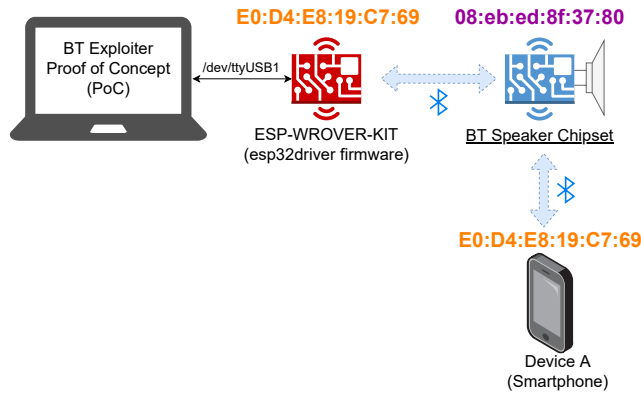 E0:D4:E8:19:C7:69
08:eb:ed:8f:37:80
BT Exploiter
Proof of Concept
(PoC)
/dev/ttyUSB1
ESP-WROVER-KIT
(esp32driver firmware)
BT Speaker Chipset
E0:D4:E8:19:C7:69
Device A
(Smartphone)